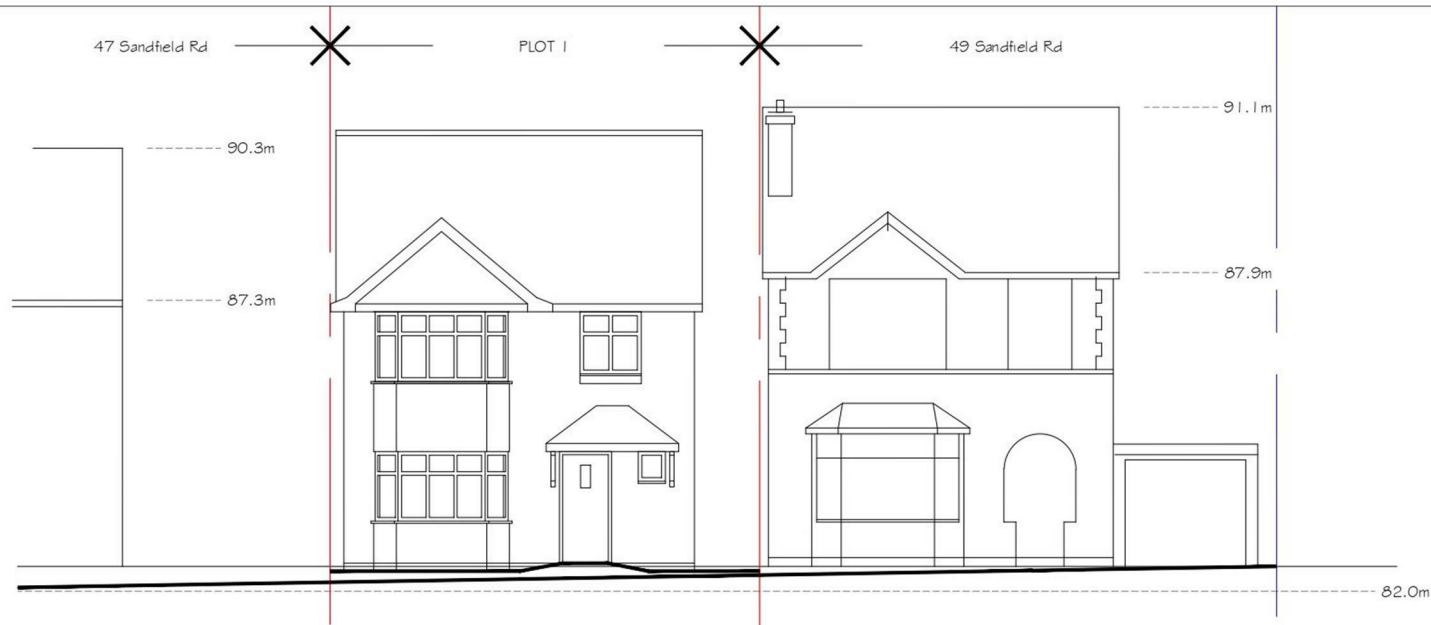 47 Sandfield Rd
PLOT 1
49 Sandfield Rd
91.1m
90.3m
87.9m
87.3m
82.0m